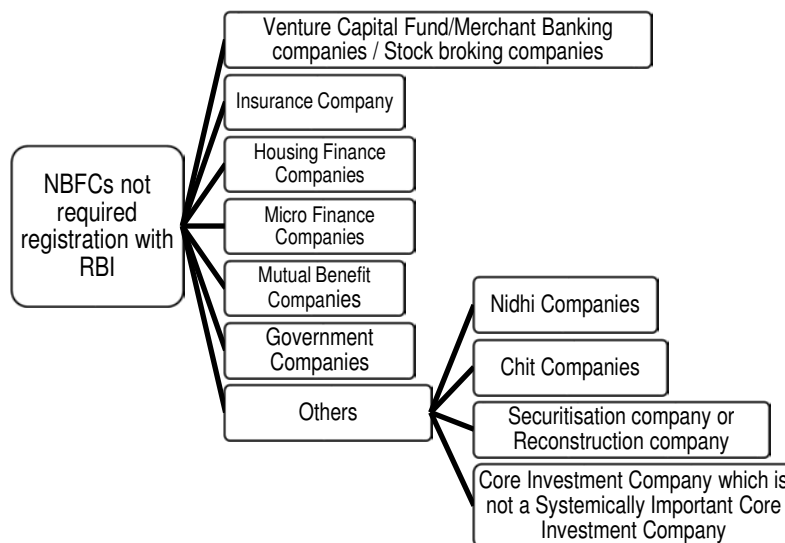 NBFCs not
required
registration with
RBI
Venture Capital Fund/Merchant Banking
companies / Stock broking companies
Insurance Company
Housing Finance
Companies
Micro Finance
Companies
Mutual Benefit
Companies
Government
Companies
Others
Nidhi Companies
Chit Companies
Securitisation company or
Reconstruction company
Core Investment Company which is
not a Systemically Important Core
Investment Company